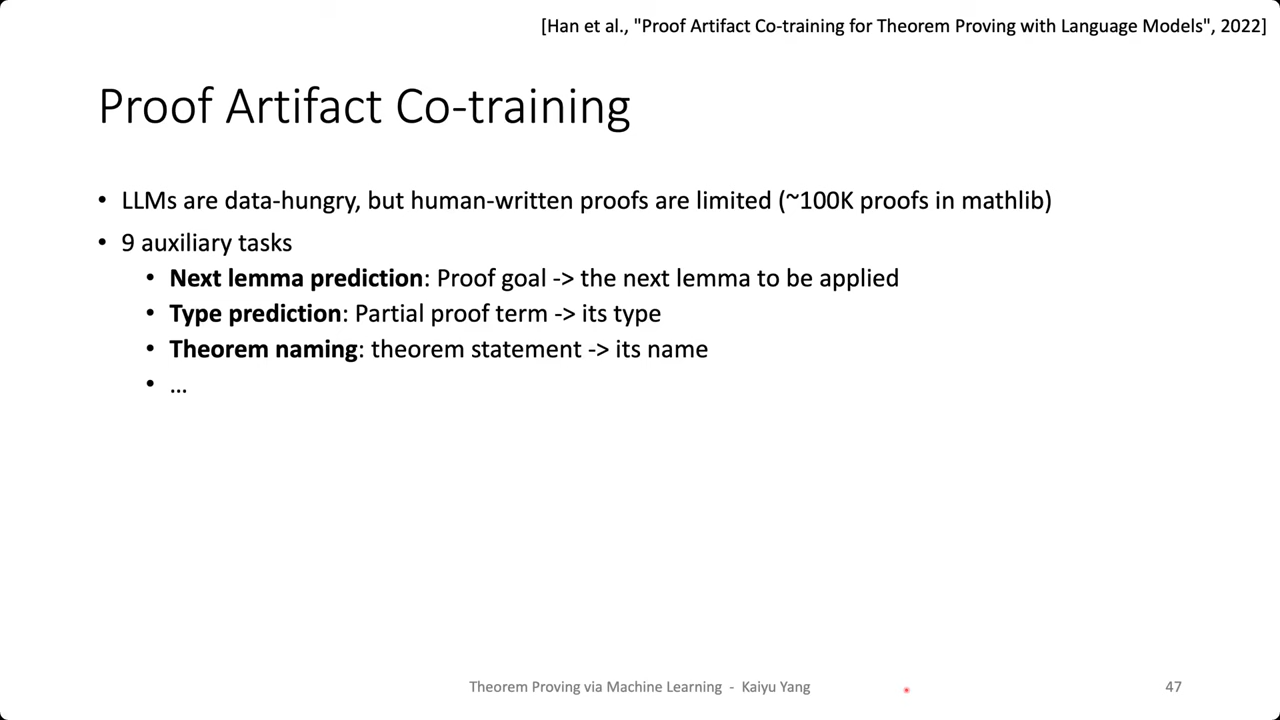 [Han et al., "Proof Artifact Co-training for Theorem Proving with Language Models", 2022]
Proof Artifact Co-training
• LLMs are data-hungry, but human-written proofs are limited (~100K proofs in mathlib)
• 9 auxiliary tasks
• Next lemma prediction: Proof goal -> the next lemma to be applied
• Type prediction: Partial proof term -> its type
• Theorem naming: theorem statement -> its name
• …
Theorem Proving via Machine Learning - Kaiyu Yang
47